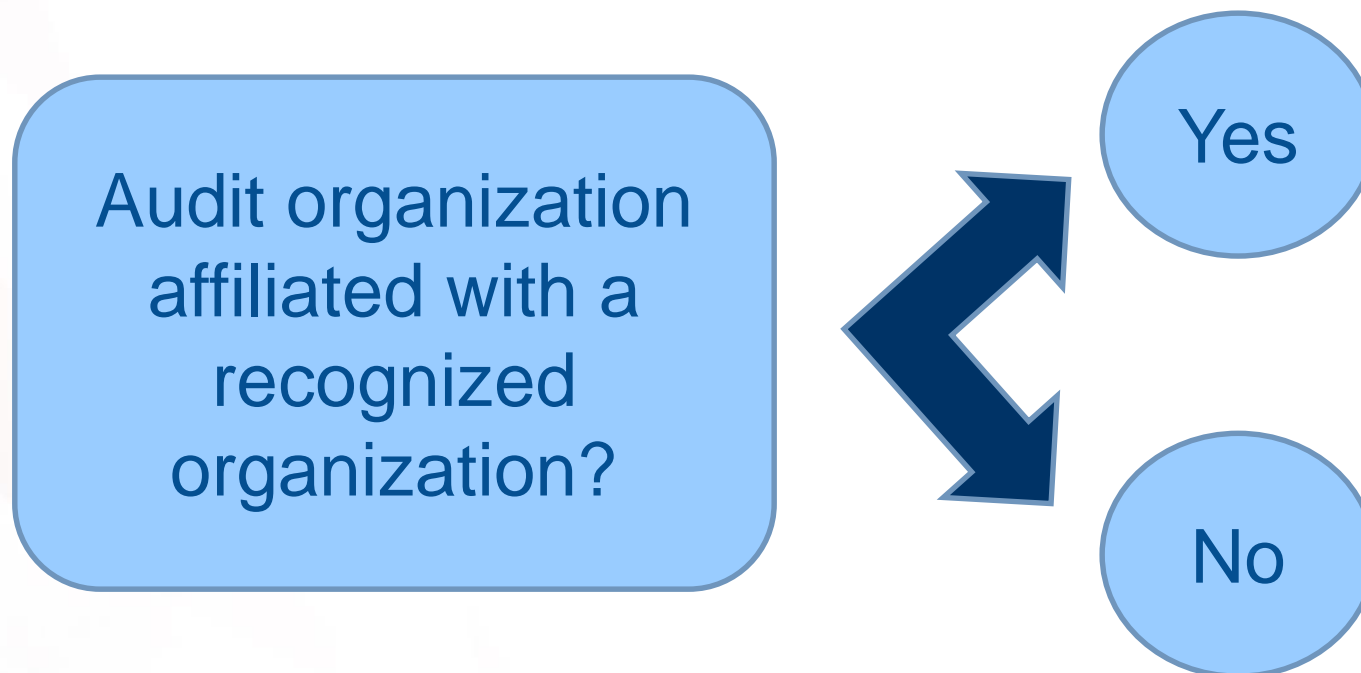 Audit organization
affiliated with a
recognized
organization?
Yes
No